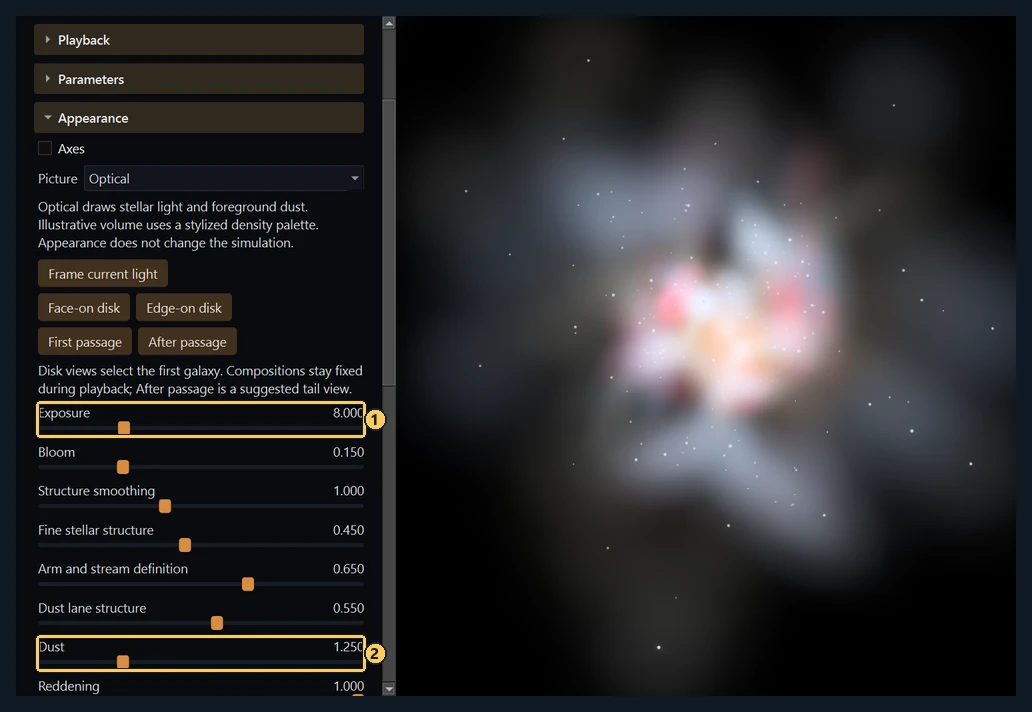 Playback
Parameters
Appearance
Axes
Picture Optical
Optical draws stellar light and foreground dust.
Illustrative volume uses a stylized density palette.
Appearance does not change the simulation.
Frame current light
Face-on disk Edge-on disk
First passage After passage
Disk views select the first galaxy. Compositions stay fixed
during playback; After passage is a suggested tail view.
Exposure 8.000
1
Bloom 0.150
Structure smoothing 1.000
Fine stellar structure 0.450
Arm and stream definition 0.650
Dust lane structure 0.550
Dust 1.250
2
Reddening 1.000